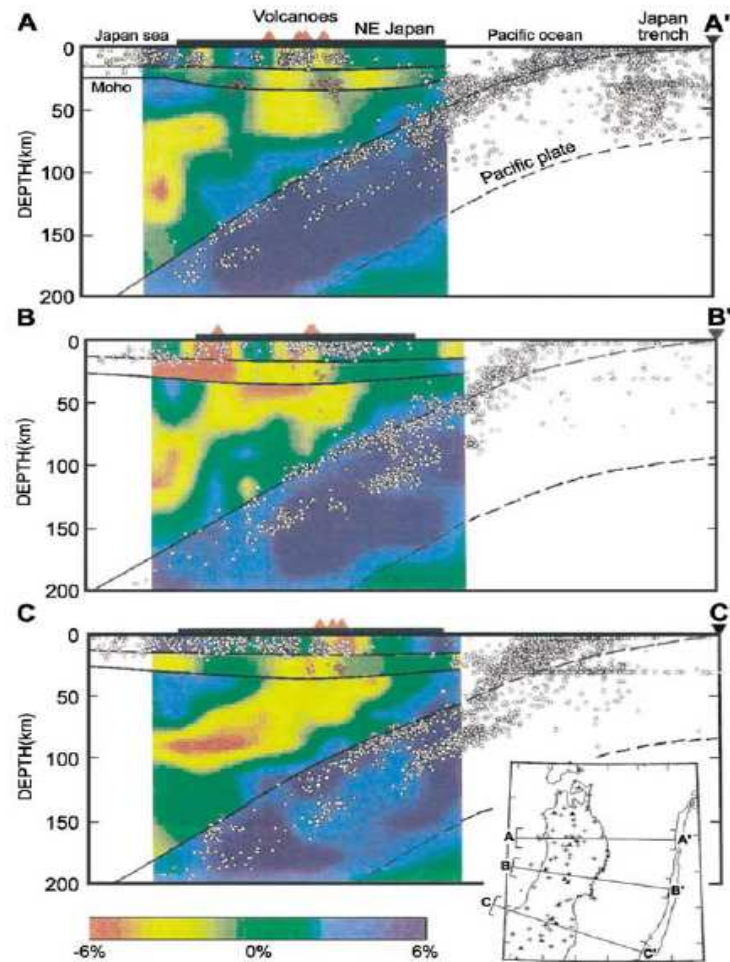 A
Volcanoes
Japan sea
NE Japan
Pacific ocean
Japan
trench
A'
0
Moho
50
100
150
200
DEPTH(km)
Pacific plate
B
B'
0
50
100
150
200
DEPTH(km)
C
C'
0
50
100
150
200
DEPTH(km)
A
A'
B
B'
C
C'
-6%
0%
6%